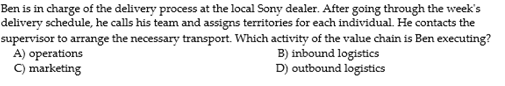 Ben is in charge of the delivery process at the local Sony dealer. After going through the week's
delivery schedule, he calls his team and assigns territories for each individual. He contacts the
supervisor to arrange the necessary transport. Which activity of the value chain is Ben executing?
A) operations B) inbound logistics
C) marketing D) outbound logistics